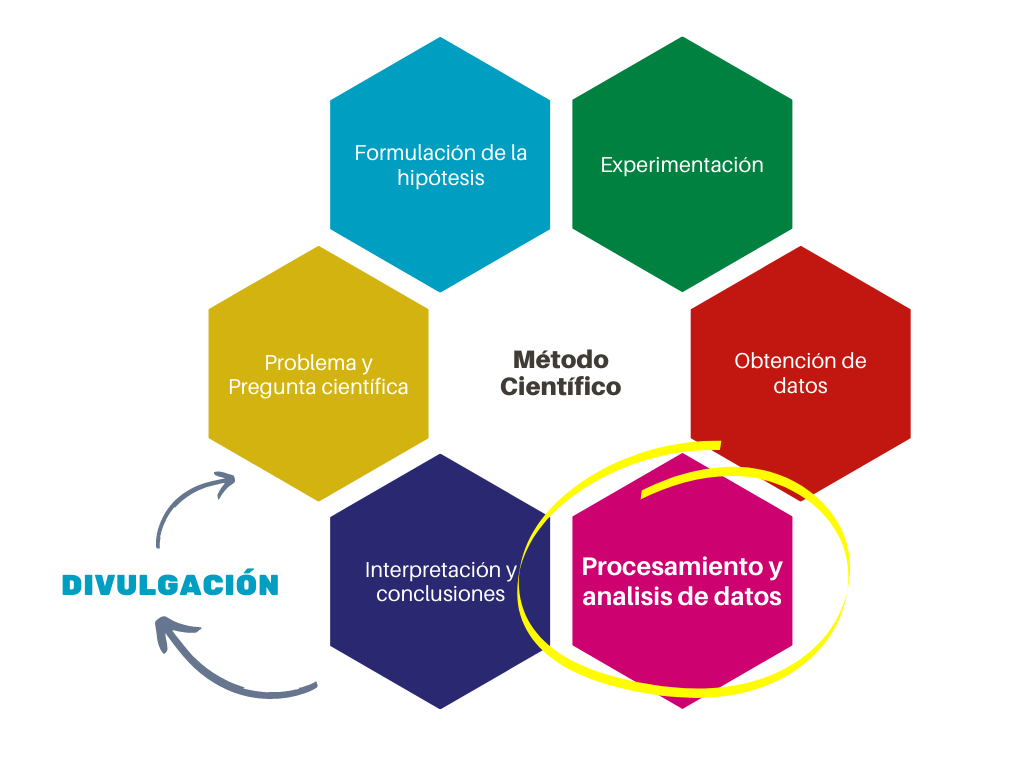 Formulación de la
hipótesis
Experimentación
Problema y
Pregunta científica
Método
Científico
Obtención de
datos
Interpretación y
conclusiones
Procesamiento y
analisis de datos
DIVULGACIÓN